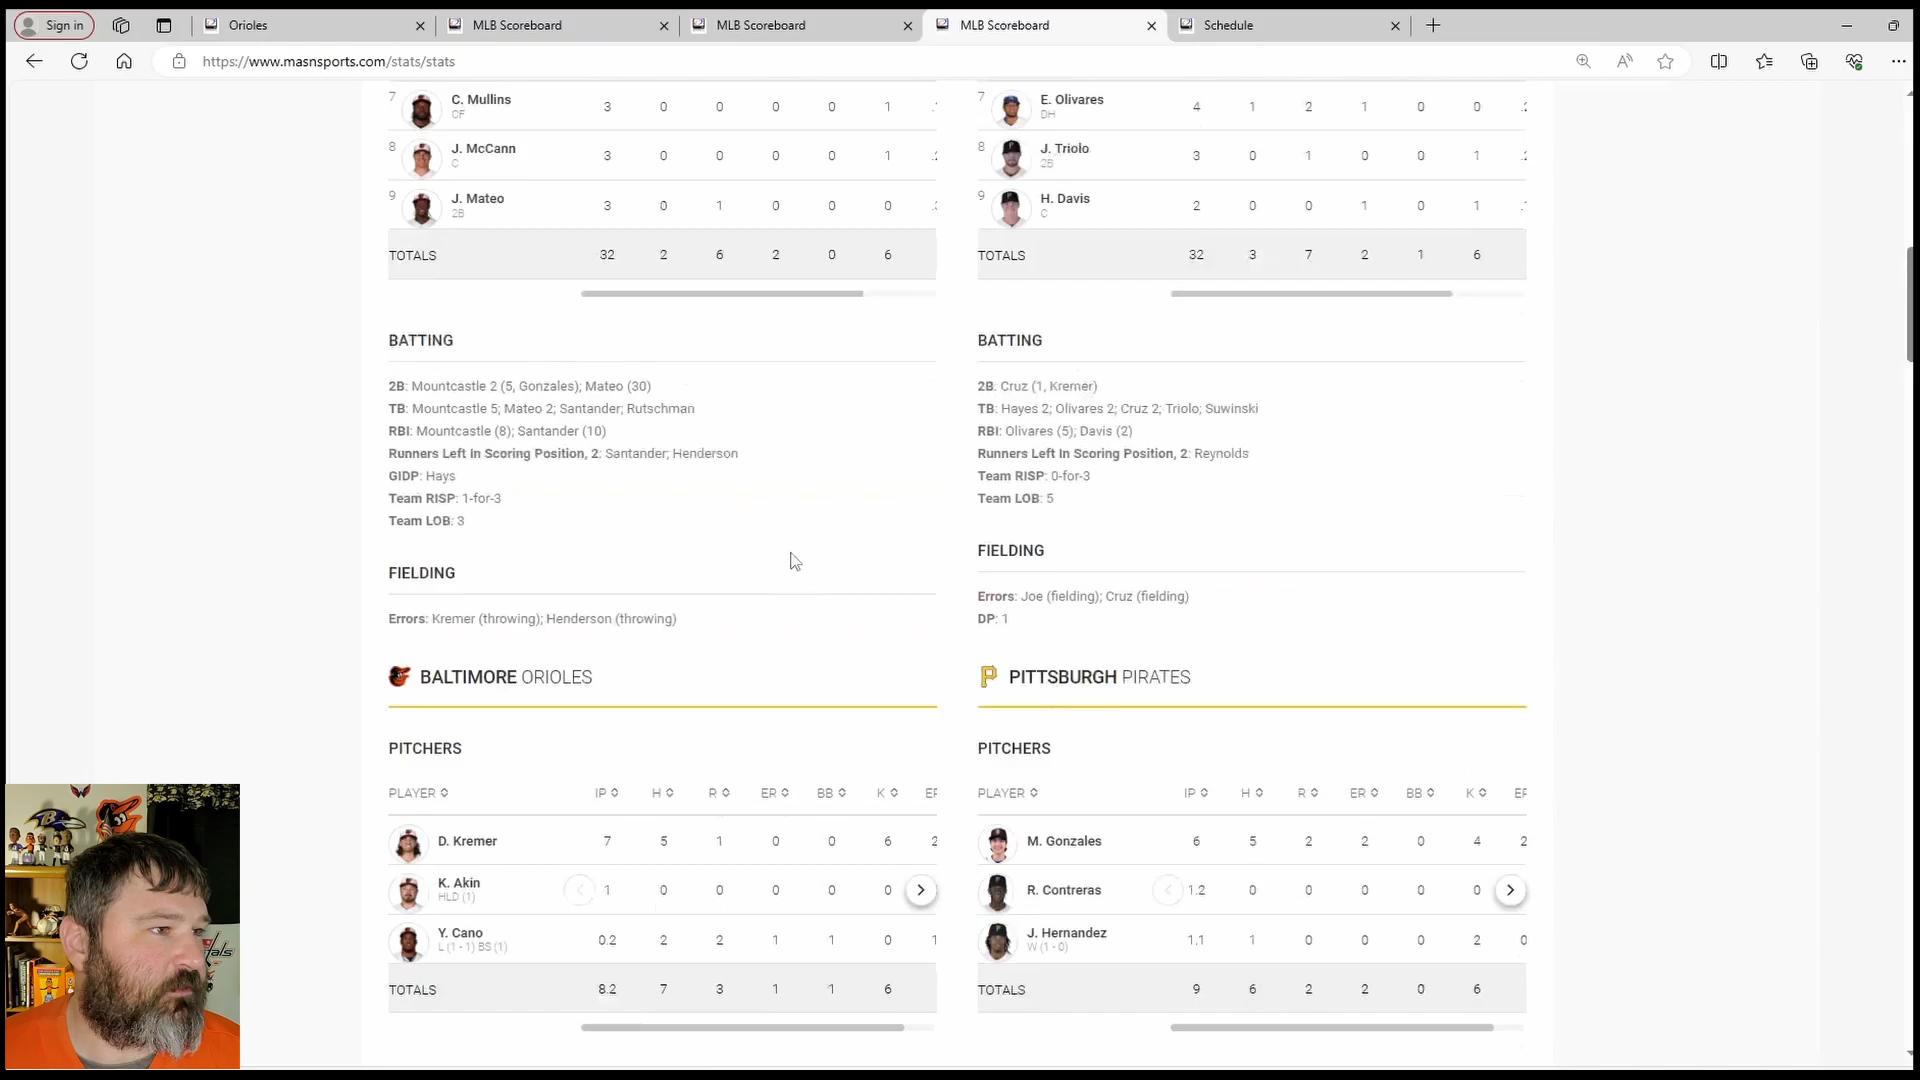 Sign in
Orioles
MLB Scoreboard
MLB Scoreboard
MLB Scoreboard
Schedule
https://www.masnsports.com/stats/stats
7 C. Mullins 3 0 0 0 0 1
CF
8 J. McCann 3 0 0 0 0 1
C
9 J. Mateo 3 0 1 0 0 0
2B
TOTALS 32 2 6 2 0 6
7 E. Olivares 4 1 2 1 0 0
DH
8 J. Triolo 3 0 1 0 0 1
2B
9 H. Davis 2 0 0 1 0 1
C
TOTALS 32 3 7 2 1 6
BATTING
2B: Mountcastle 2 (5, Gonzales); Mateo (30)
TB: Mountcastle 5; Mateo 2; Santander; Rutschman
RBI: Mountcastle (8); Santander (10)
Runners Left In Scoring Position, 2: Santander; Henderson
GIDP: Hays
Team RISP: 1-for-3
Team LOB: 3
FIELDING
Errors: Kremer (throwing); Henderson (throwing)
BATTING
2B: Cruz (1, Kremer)
TB: Hayes 2; Olivares 2; Cruz 2; Triolo; Suwinski
RBI: Olivares (5); Davis (2)
Runners Left In Scoring Position, 2: Reynolds
Team RISP: 0-for-3
Team LOB: 5
FIELDING
Errors: Joe (fielding); Cruz (fielding)
DP: 1
BALTIMORE ORIOLES
PITCHERS
PLAYER IP H R ER BB K
D. Kremer 7 5 1 0 0 6 2
K. Akin 1 0 0 0 0 0
HLD (1)
Y. Cano 0.2 2 2 1 1 0 1
L (1 - 1) BS (1)
TOTALS 8.2 7 3 1 1 6
P PITTSBURGH PIRATES
PITCHERS
PLAYER IP H R ER BB K
M. Gonzales 6 5 2 2 0 4 2
R. Contreras 1.2 0 0 0 0 0
J. Hernandez 1.1 1 0 0 0 2 0
W (1 - 0)
TOTALS 9 6 2 2 0 6